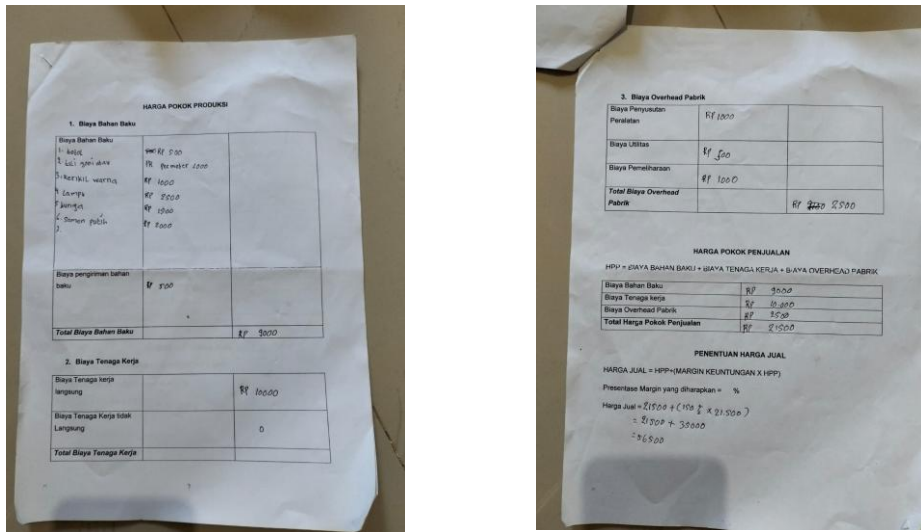 HARGA POKOK PRODUKSI
1. Biaya Bahan Baku
Biaya Bahan Baku
1. botol RP 500
2. tali goni Per meter 2000
3. kerikil warna RP 1000
4. Lampu RP 2500
5. bunga RP 1500
6. Semen putih RP 2000
7.
Biaya pengiriman bahan
baku RP 500
Total Biaya Bahan Baku RP 9000
2. Biaya Tenaga Kerja
Biaya Tenaga kerja
langsung RP 10000
Biaya Tenaga Kerja tidak
Langsung 0
Total Biaya Tenaga Kerja
3. Biaya Overhead Pabrik
Biaya Penyusutan
Peralatan RP 1000
Biaya Utilitas
RP 500
Biaya Pemeliharaan
RP 1000
Total Biaya Overhead
Pabrik RP 2500
HARGA POKOK PENJUALAN
HPP = BIAYA BAHAN BAKU + BIAYA TENAGA KERJA + BIAYA OVERHEAD PABRIK
Biaya Bahan Baku RP 9000
Biaya Tenaga kerja RP 10.000
Biaya Overhead Pabrik RP 2500
Total Harga Pokok Penjualan RP 21500
PENENTUAN HARGA JUAL
HARGA JUAL = HPP+(MARGIN KEUNTUNGAN X HPP)
Presentase Margin yang diharapkan = %
Harga Jual = 21500 + (150 % x 21.500)
= 21500 + 35000
= 56500